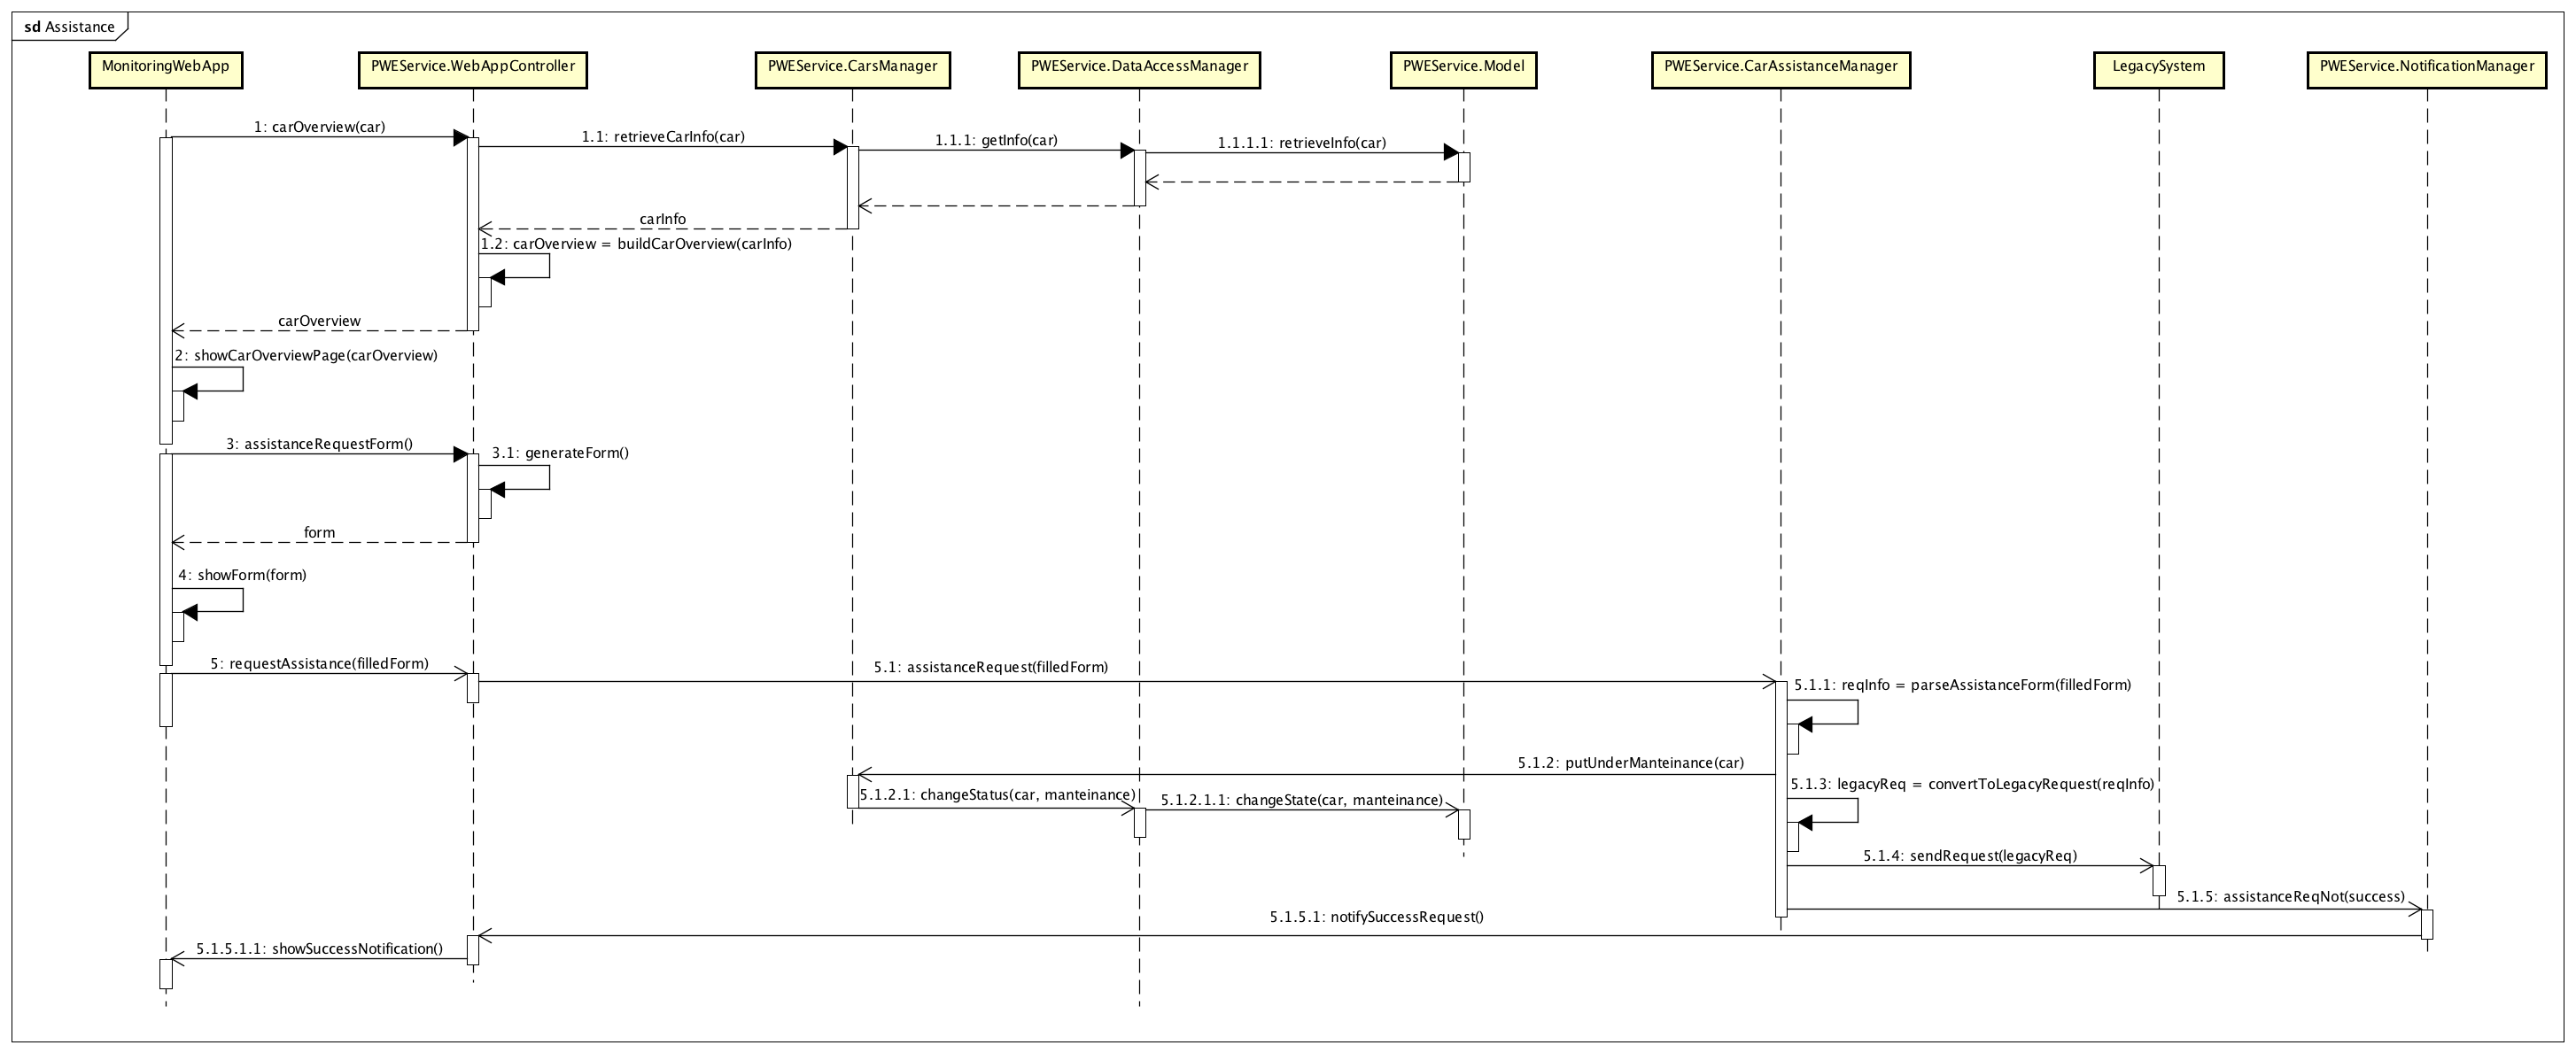 sd Assistance
MonitoringWebApp
PWEService.WebAppController
PWEService.CarsManager
PWEService.DataAccessManager
PWEService.Model
PWEService.CarAssistanceManager
LegacySystem
PWEService.NotificationManager
1: carOverview(car)
1.1: retrieveCarInfo(car)
1.1.1: getInfo(car)
1.1.1.1: retrieveInfo(car)
carInfo
1.2: carOverview = buildCarOverview(carInfo)
carOverview
2: showCarOverviewPage(carOverview)
3: assistanceRequestForm()
3.1: generateForm()
form
4: showForm(form)
5: requestAssistance(filledForm)
5.1: assistanceRequest(filledForm)
5.1.1: reqInfo = parseAssistanceForm(filledForm)
5.1.2: putUnderManteinance(car)
5.1.3: legacyReq = convertToLegacyRequest(reqInfo)
5.1.2.1: changeStatus(car, manteinance)
5.1.2.1.1: changeState(car, manteinance)
5.1.4: sendRequest(legacyReq)
5.1.5: assistanceReqNot(success)
5.1.5.1: notifySuccessRequest()
5.1.5.1.1: showSuccessNotification()